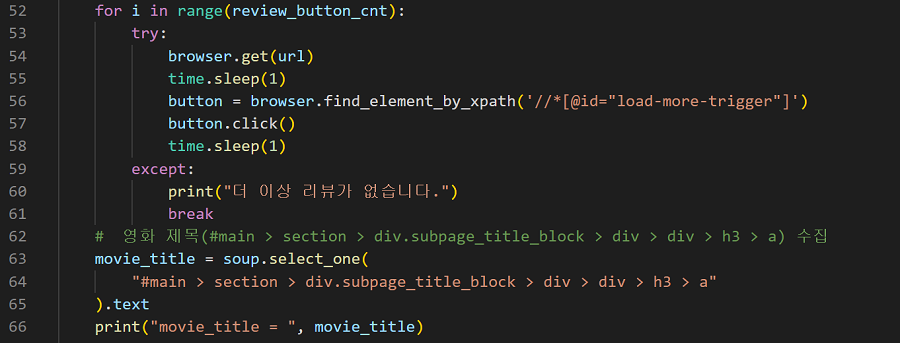 52 for i in range(review_button_cnt):
53 try:
54 browser.get(url)
55 time.sleep(1)
56 button = browser.find_element_by_xpath('//*[@id="load-more-trigger"]')
57 button.click()
58 time.sleep(1)
59 except:
60 print("더 이상 리뷰가 없습니다.")
61 break
62 #  영화 제목(#main > section > div.subpage_title_block > div > div > h3 > a) 수집
63 movie_title = soup.select_one(
64 "#main > section > div.subpage_title_block > div > div > h3 > a"
65 ).text
66 print("movie_title = ", movie_title)